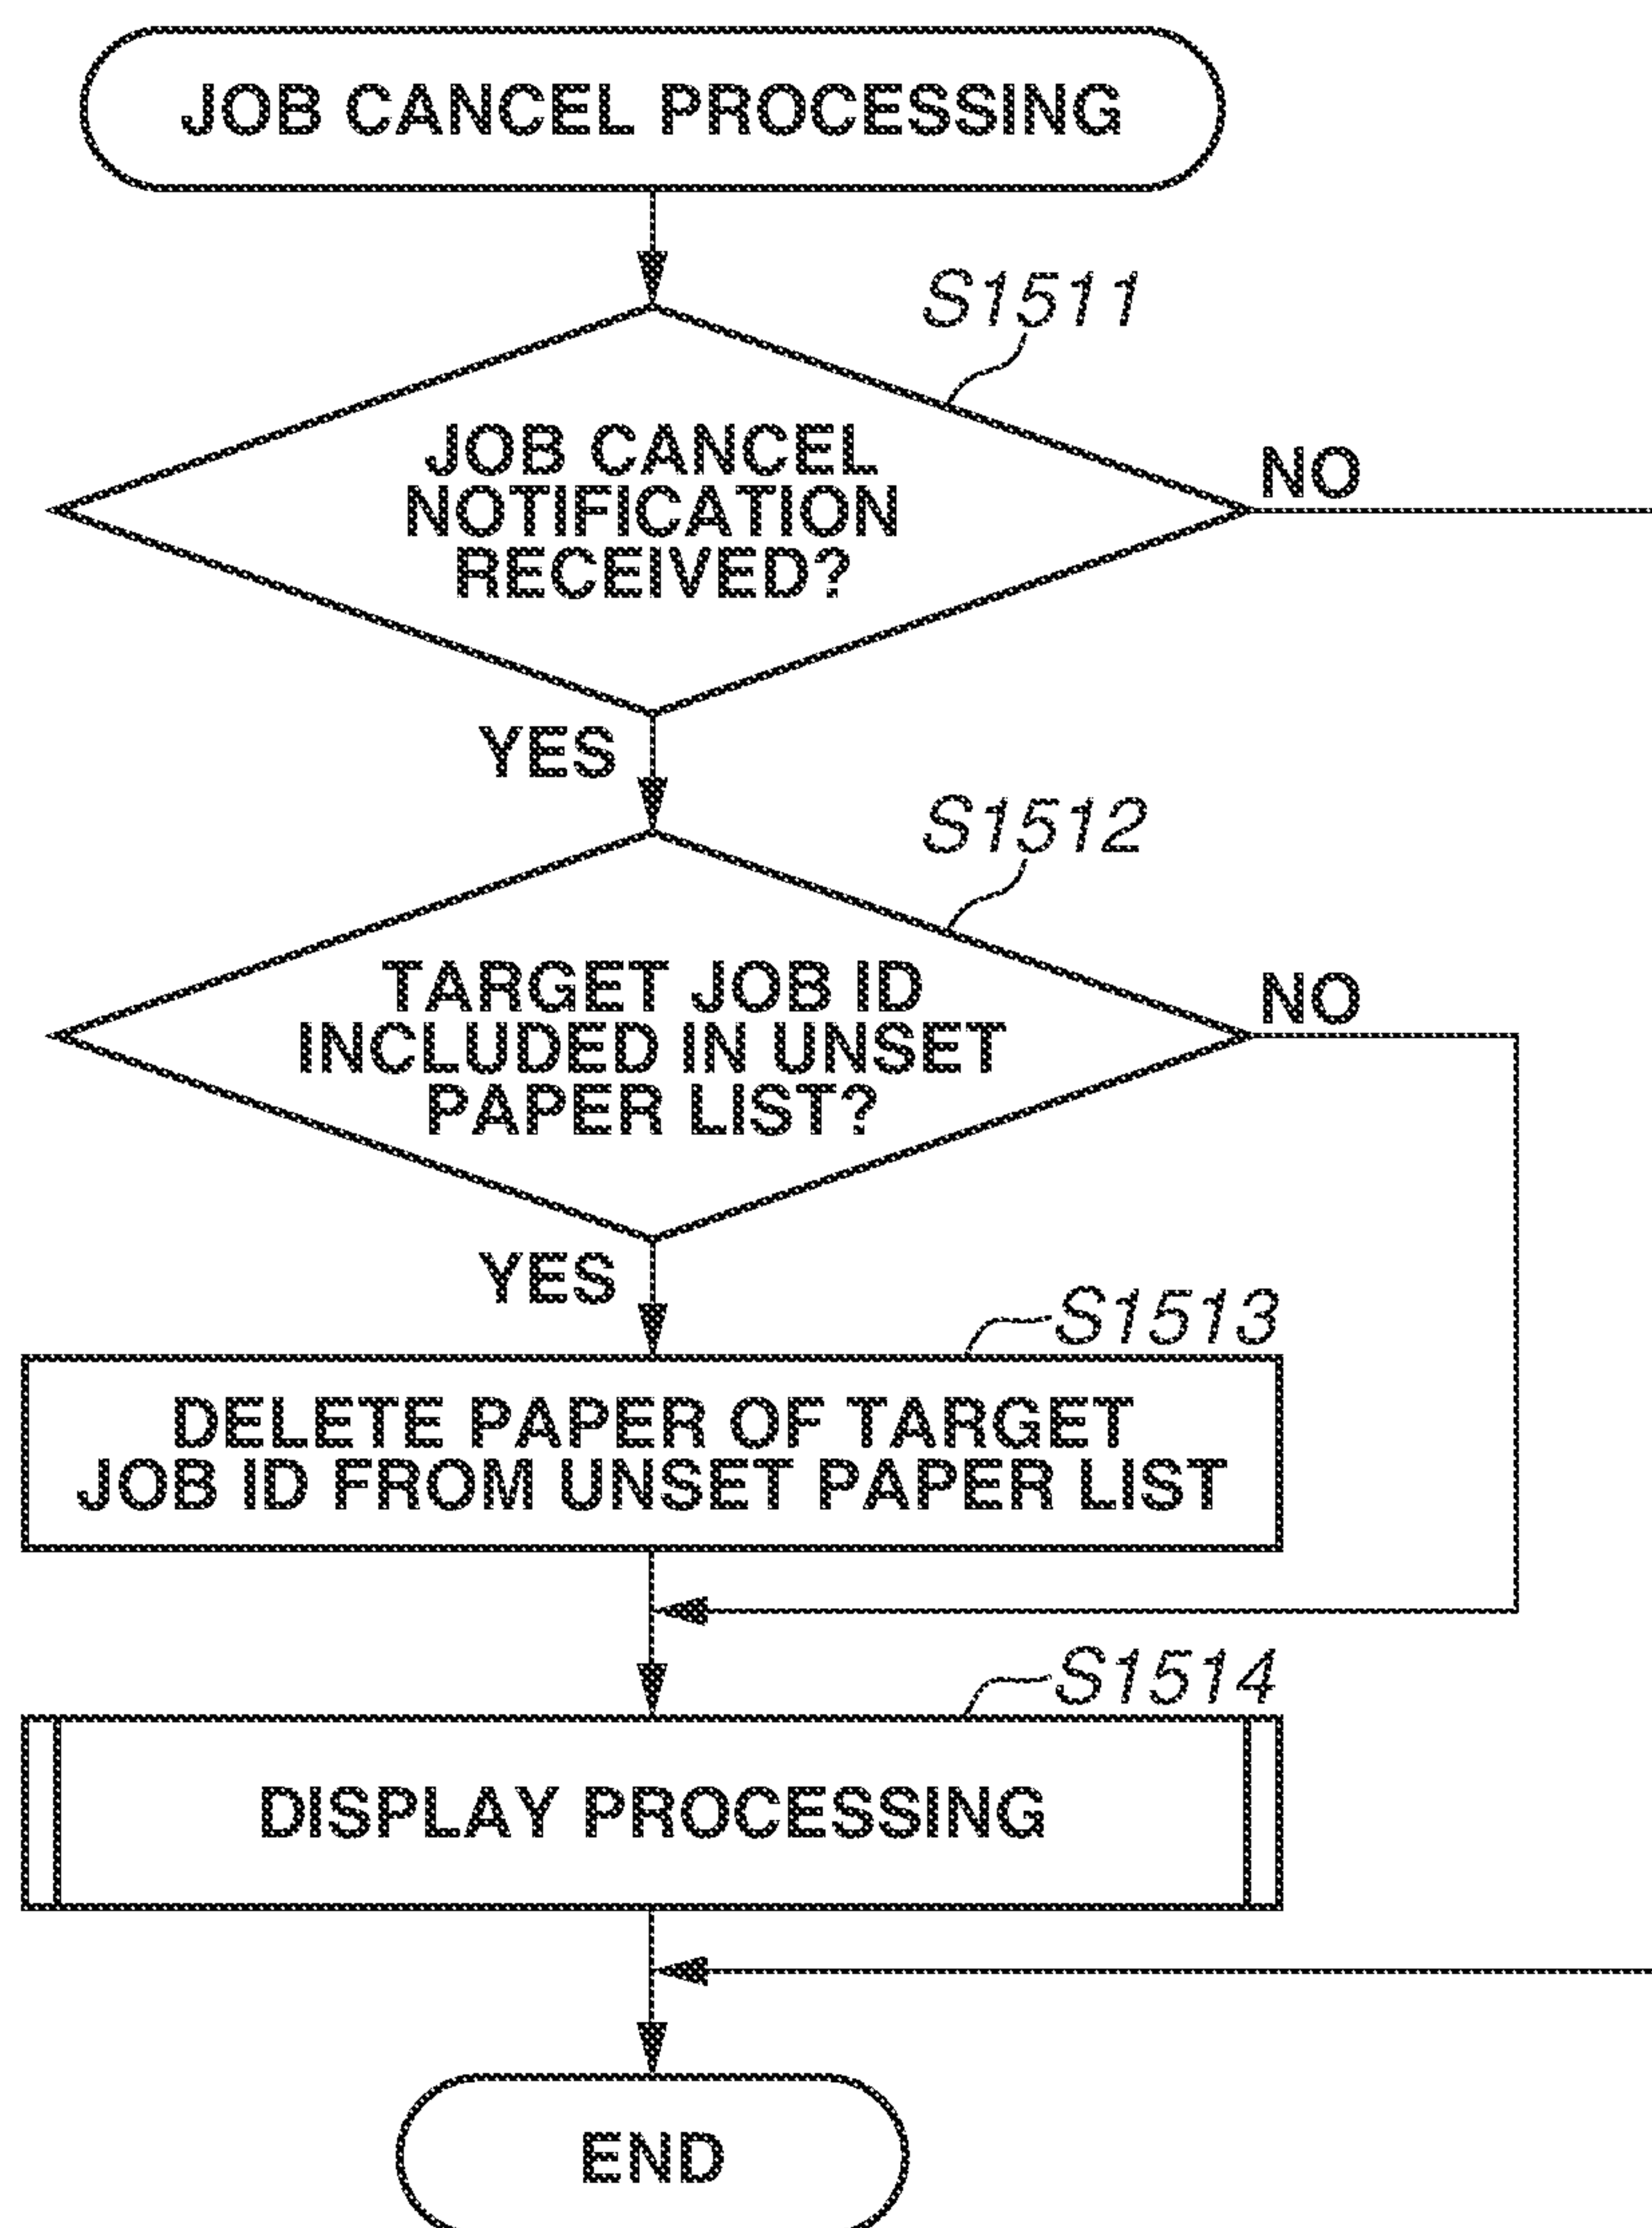 JOB CANCEL PROCESSING
S1511
JOB CANCEL
NOTIFICATION
RECEIVED?
NO
YES
S1512
TARGET JOB ID
INCLUDED IN UNSET
PAPER LIST?
NO
YES
S1513
DELETE PAPER OF TARGET
JOB ID FROM UNSET PAPER LIST
S1514
DISPLAY PROCESSING
END